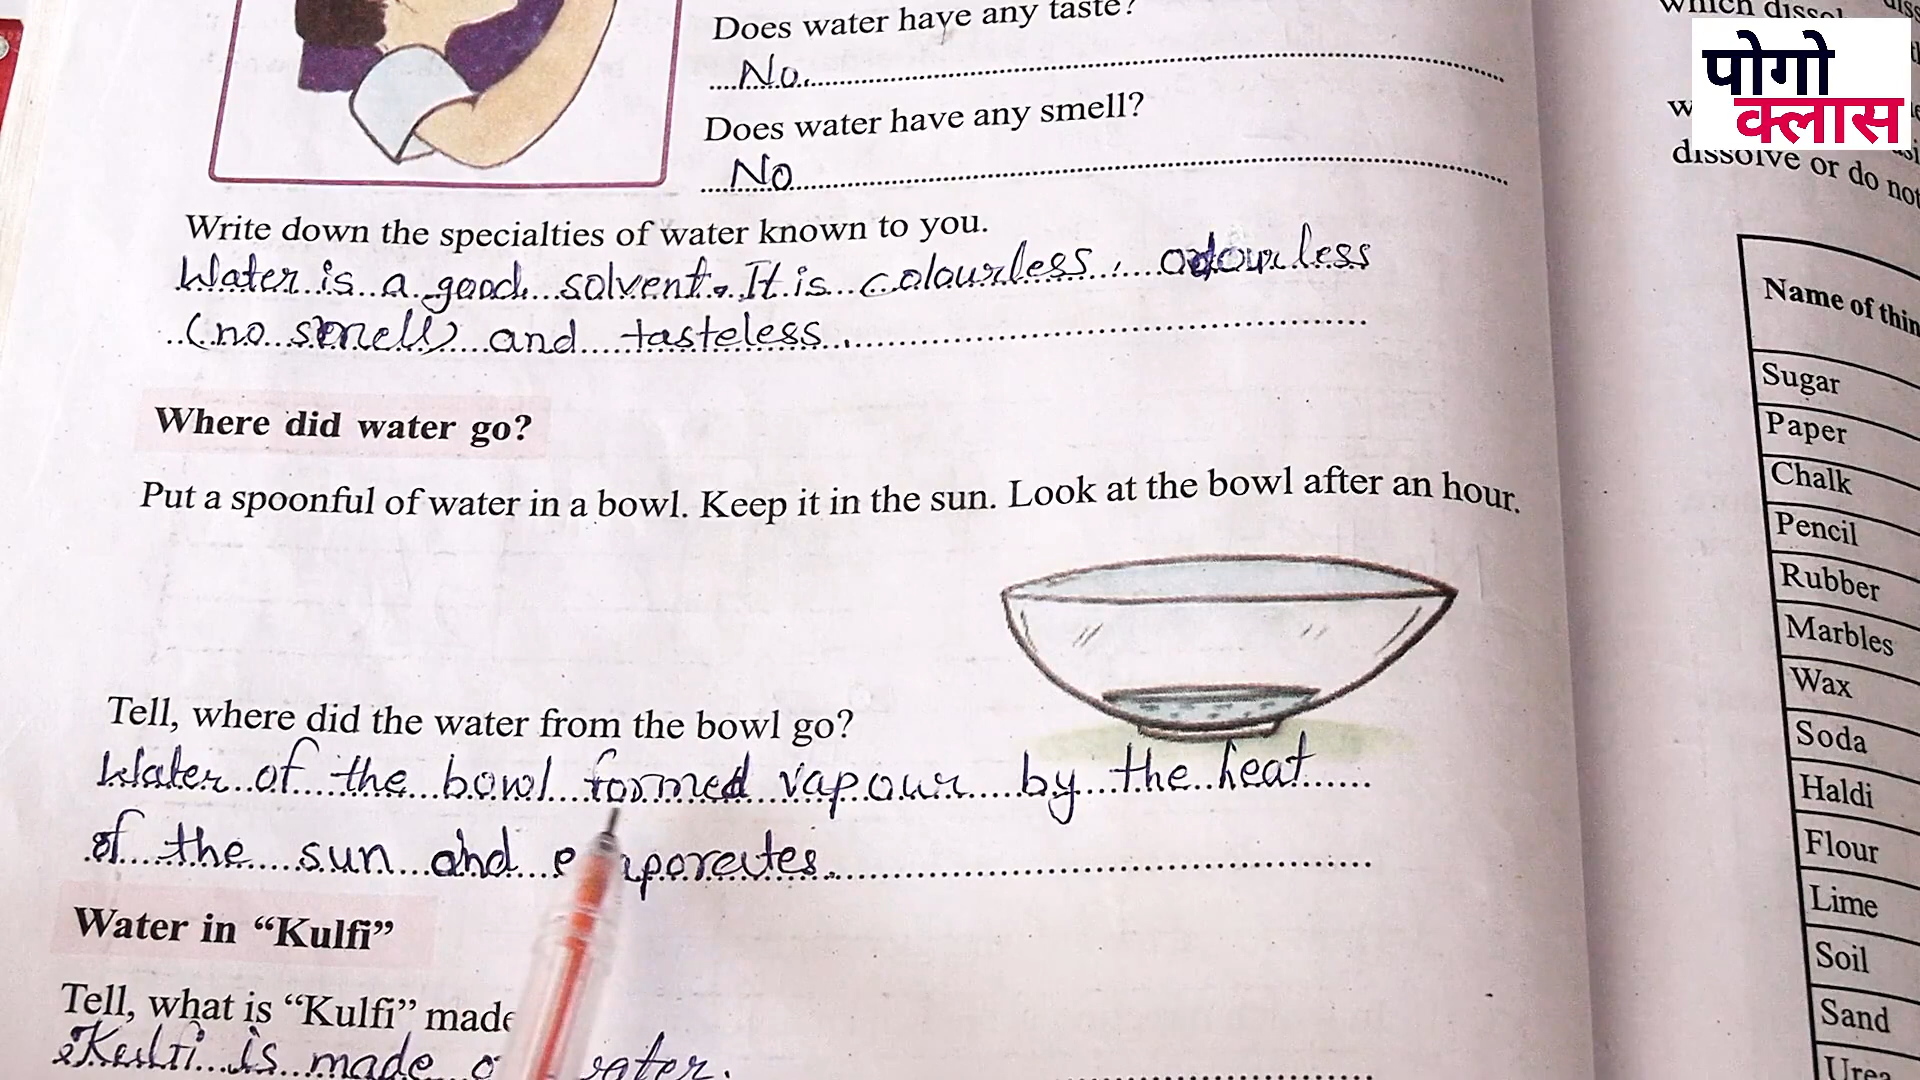 Does water have any taste?
No.
Does water have any smell?
No
Write down the specialties of water known to you.
Water is a good solvent. It is colourless, odourless
(no smell) and tasteless.
Where did water go?
Put a spoonful of water in a bowl. Keep it in the sun. Look at the bowl after an hour.
Tell, where did the water from the bowl go?
Water of the bowl formed vapour by the heat
of the sun and evaporates.
Water in “Kulfi”
Tell, what is “Kulfi” made
Kulfi is made water.
which
dissolve or do not
Name of
Sugar
Paper
Chalk
Pencil
Rubber
Marbles
Wax
Soda
Haldi
Flour
Lime
Soil
Sand
Urea
पोगो
क्लास